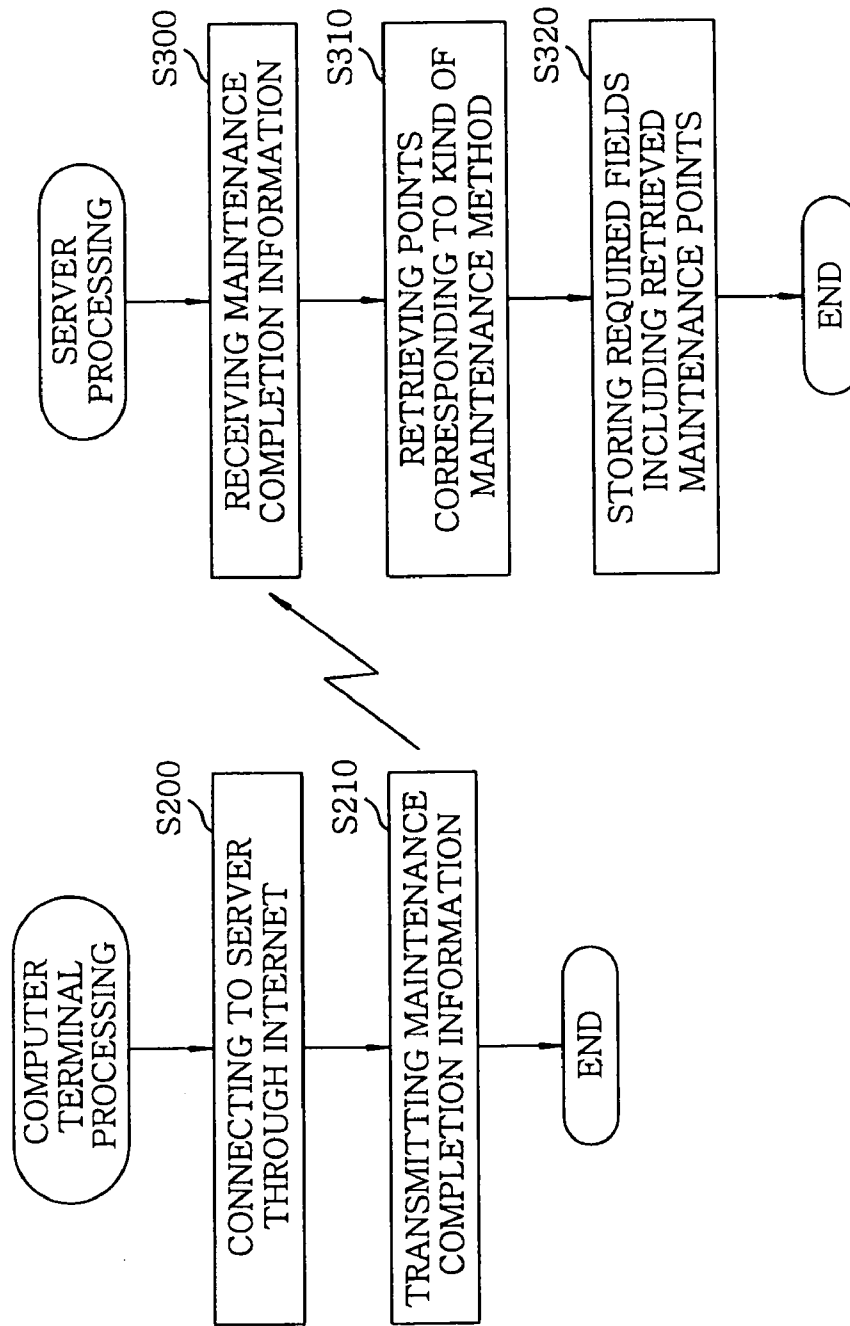 COMPUTER
TERMINAL
PROCESSING
S200
CONNECTING TO SERVER
THROUGH INTERNET
S210
TRANSMITTING MAINTENANCE
COMPLETION INFORMATION
END
SERVER
PROCESSING
S300
RECEIVING MAINTENANCE
COMPLETION INFORMATION
S310
RETRIEVING POINTS
CORRESPONDING TO KIND OF
MAINTENANCE METHOD
S320
STORING REQUIRED FIELDS
INCLUDING RETRIEVED
MAINTENANCE POINTS
END